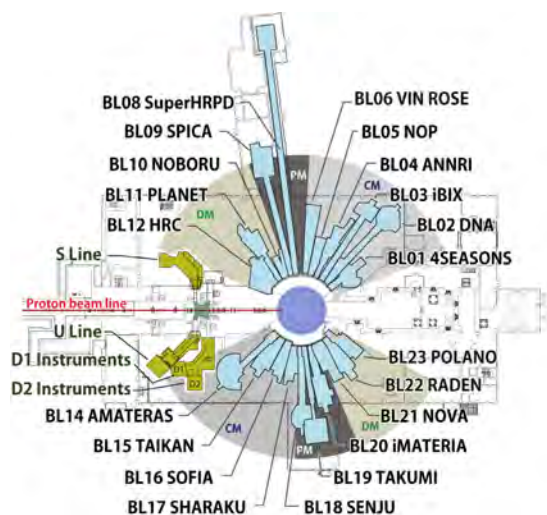 BL08 SuperHRPD
BL06 VIN ROSE
BL09 SPICA
BL05 NOP
BL10 NOBORU
BL04 ANNRI
PM
CM
BL11 PLANET
BL03 iBIX
DM
BL12 HRC
BL02 DNA
S Line
BL01 4SEASONS
Proton beam line
U Line
D1
BL23 POLANO
D1 Instruments
D2
BL22 RADEN
D2 Instruments
BL14 AMATERAS
BL21 NOVA
CM
DM
BL15 TAIKAN
BL20 iMATERIA
PM
BL16 SOFIA
BL19 TAKUMI
BL17 SHARAKU
BL18 SENJU